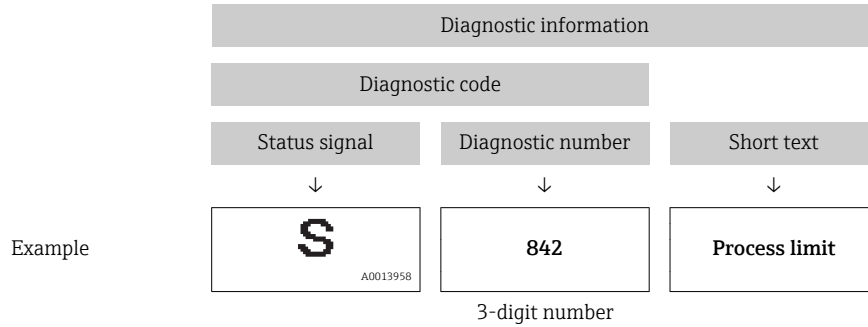 Diagnostic information
Diagnostic code
Status signal Diagnostic number Short text
↓ ↓ ↓
Example S 842 Process limit
A0013958
3-digit number